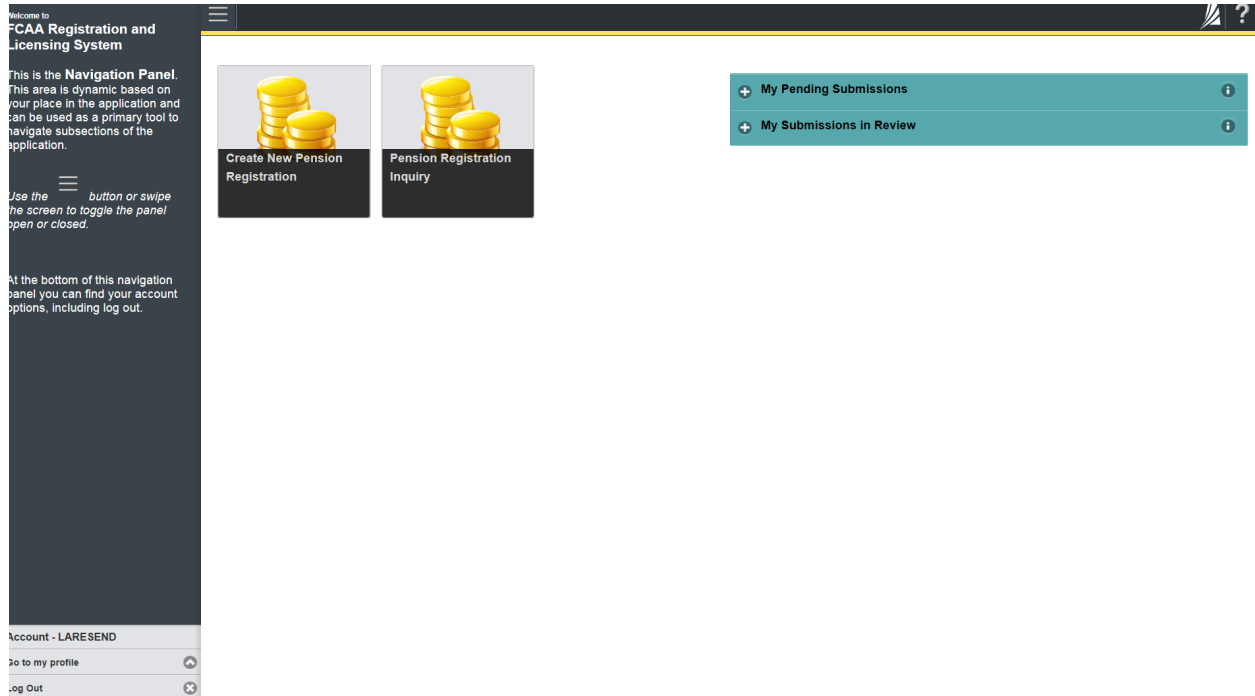 Welcome to
FCAA Registration and
Licensing System
This is the Navigation Panel.
This area is dynamic based on
your place in the application and
can be used as a primary tool to
navigate subsections of the
application.
Use the button or swipe
the screen to toggle the panel
open or closed.
At the bottom of this navigation
panel you can find your account
options, including log out.
Account - LARESEND
Go to my profile
Log Out
?
Create New Pension
Registration
Pension Registration
Inquiry
My Pending Submissions
My Submissions in Review